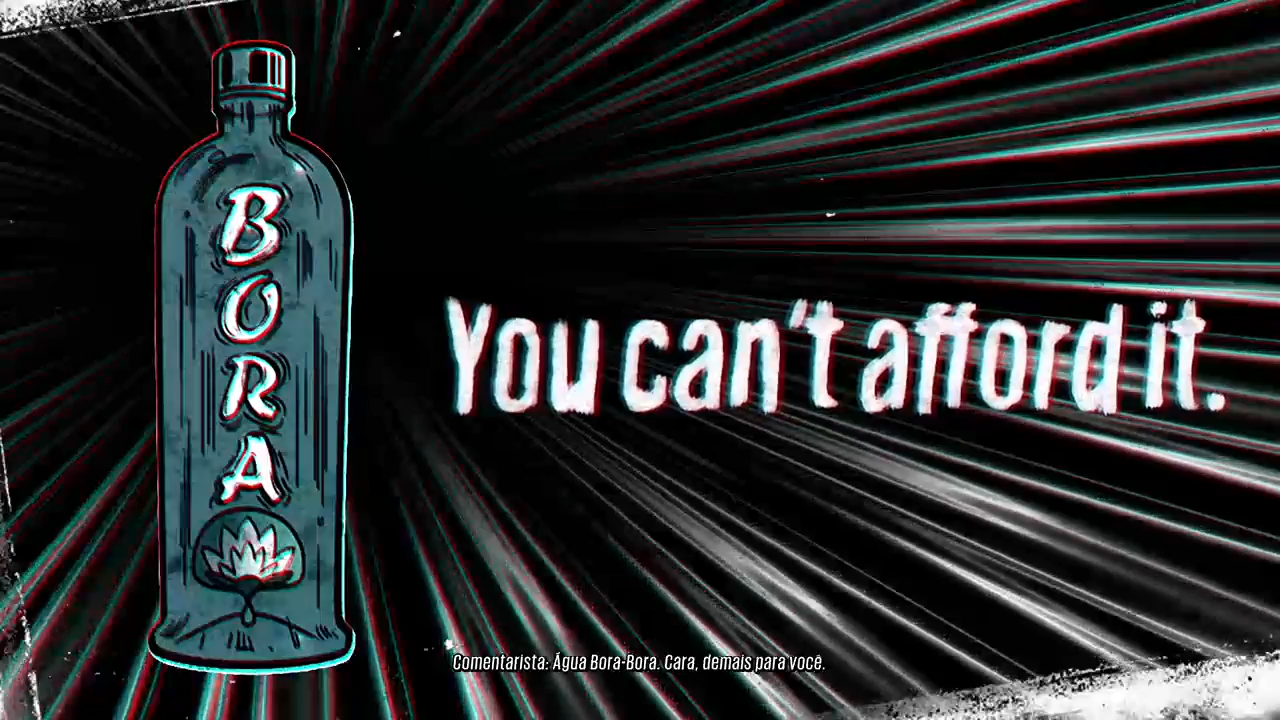 BORA
You can't afford it.
Comentarista: Água Bora-Bora. Cara, demais para você.